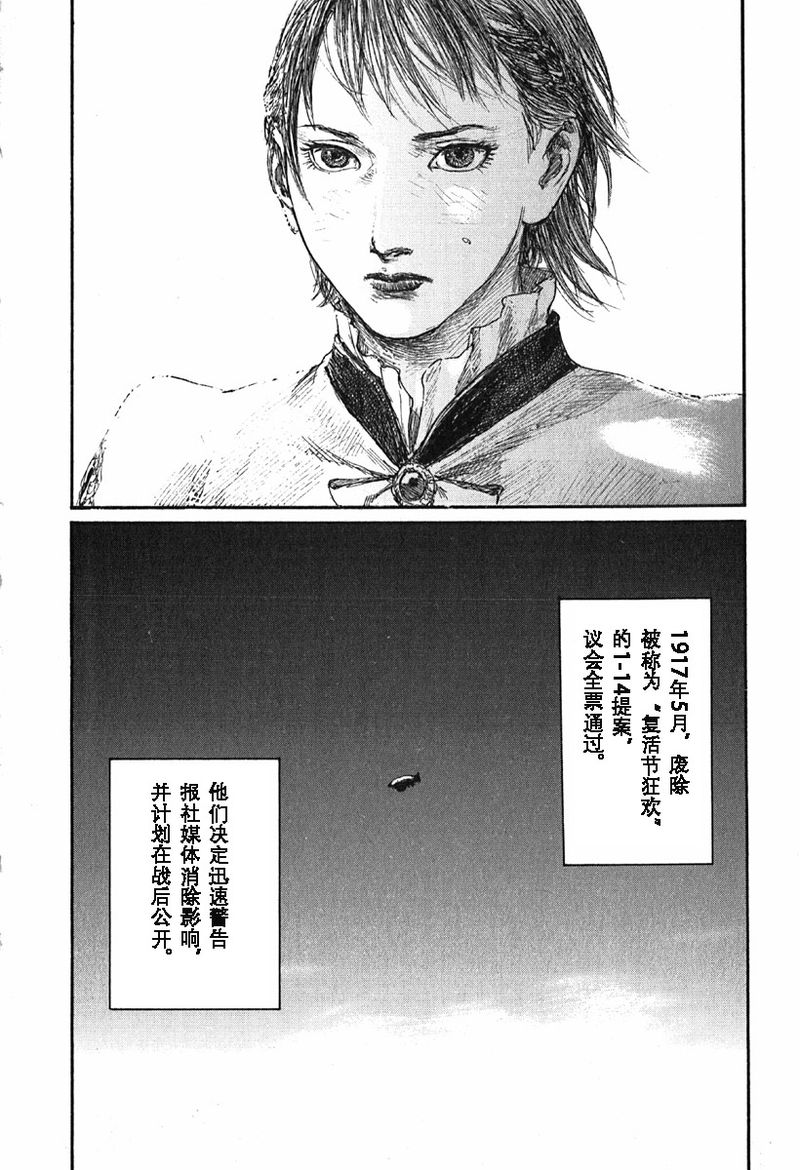 1917年5月，废除
被称为“复活节狂欢”
的1-14提案，
议会全票通过。
他们决定迅速警告
报社媒体消除影响，
并计划在战后公开。